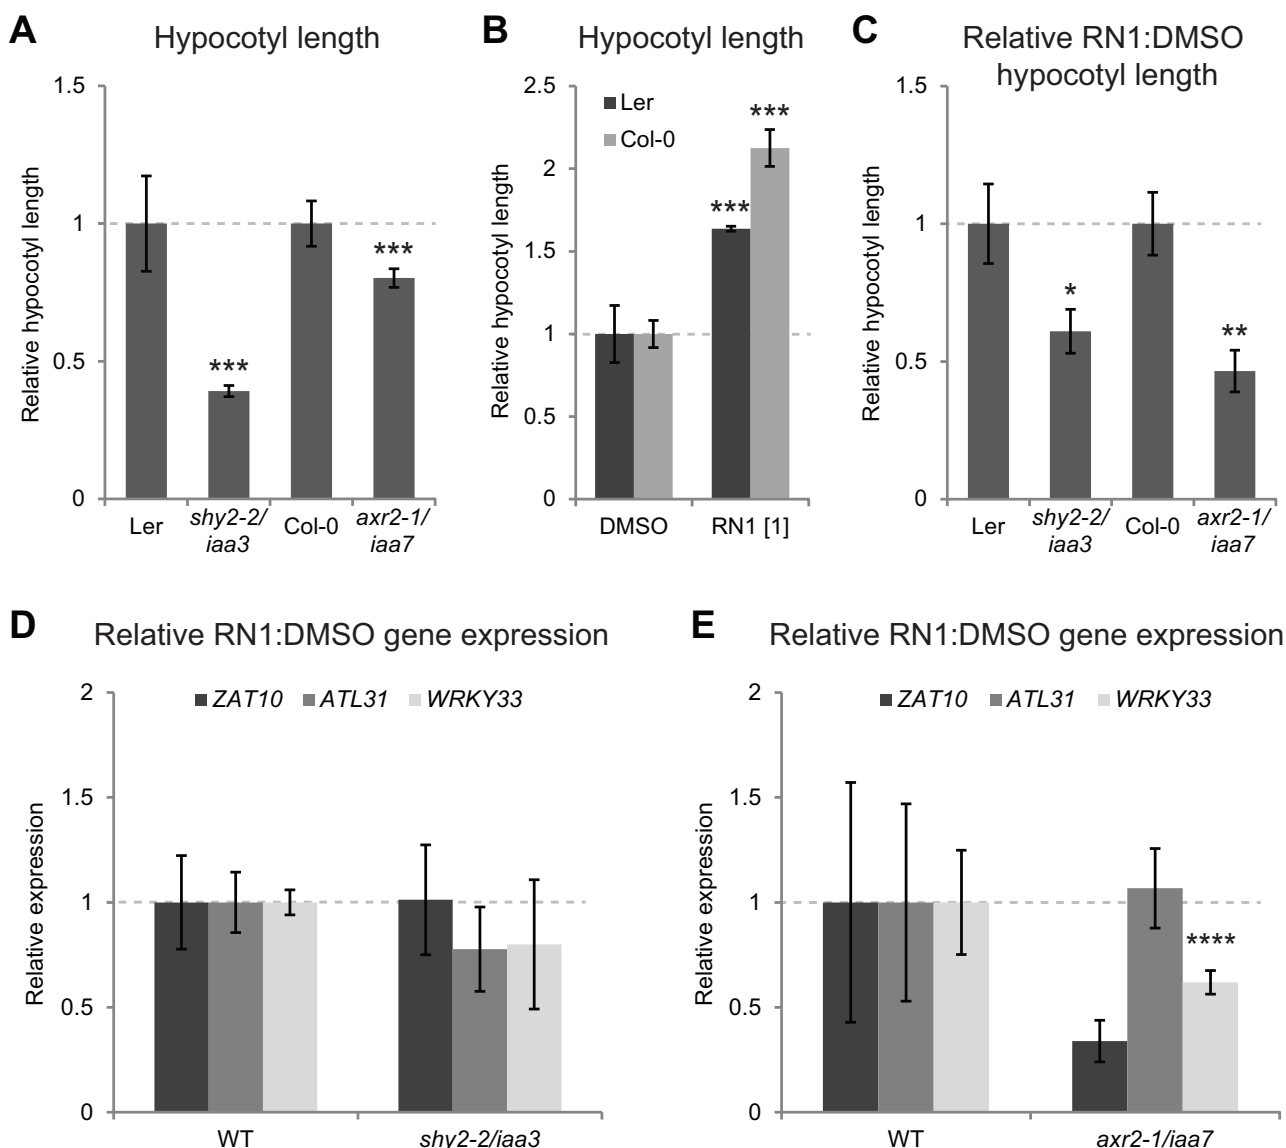 A
Hypocotyl length
Relative hypocotyl length
1.5
1
0.5
0
***
***
Ler
shy2-2/
iaa3
Col-0
axr2-1/
iaa7
B
Hypocotyl length
Relative hypocotyl length
2.5
2
1.5
1
0.5
0
Ler
Col-0
***
***
DMSO
RN1 [1]
C
Relative RN1:DMSO
hypocotyl length
Relative hypocotyl length
1.5
1
0.5
0
*
**
Ler
shy2-2/
iaa3
Col-0
axr2-1/
iaa7
D
Relative RN1:DMSO gene expression
Relative expression
2
1.5
1
0.5
0
ZAT10 ATL31 WRKY33
WT
shy2-2/iaa3
E
Relative RN1:DMSO gene expression
Relative expression
2
1.5
1
0.5
0
ZAT10 ATL31 WRKY33
****
WT
axr2-1/iaa7